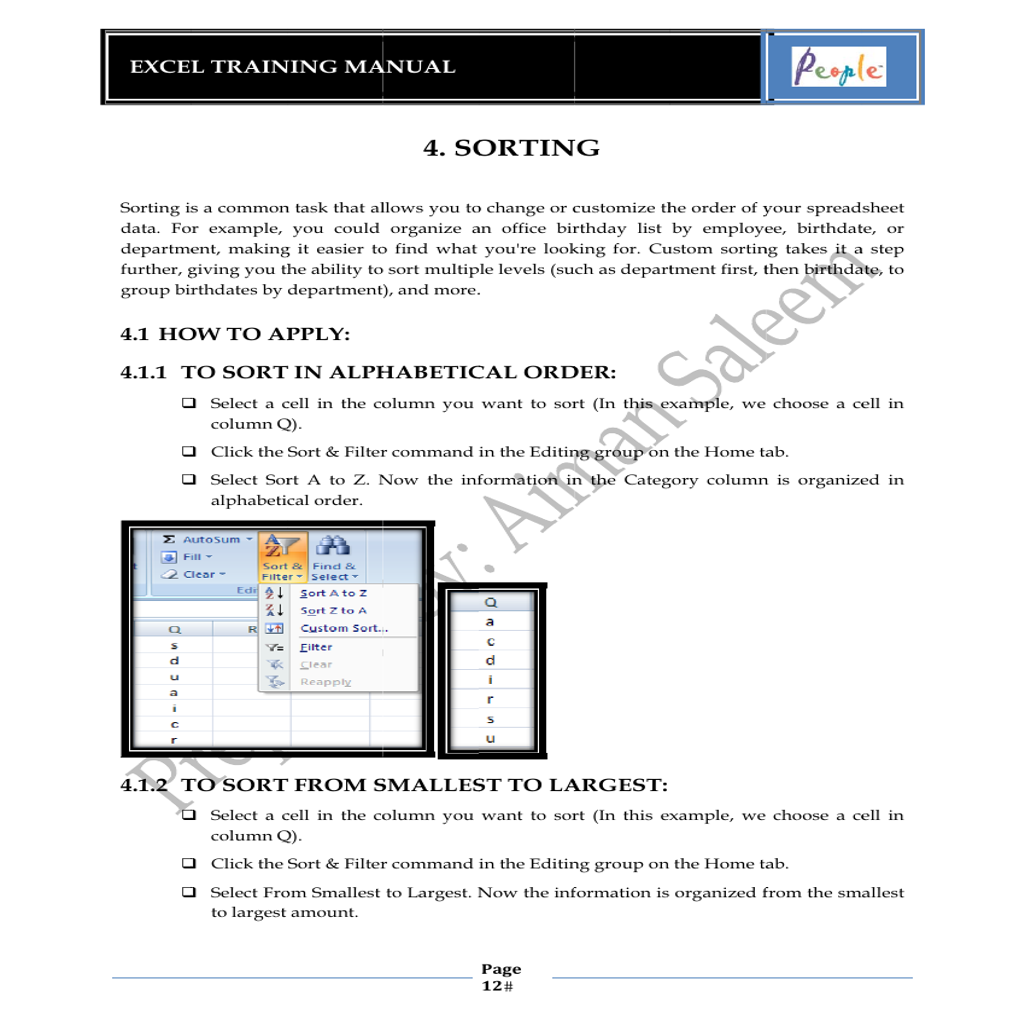 EXCEL TRAINING MANUAL
People
4. SORTING
Sorting is a common task that allows you to change or customize the order of your spreadsheet
data. For example, you could organize an office birthday list by employee, birthdate, or
department, making it easier to find what you're looking for. Custom sorting takes it a step
further, giving you the ability to sort multiple levels (such as department first, then birthdate, to
group birthdates by department), and more.
4.1 HOW TO APPLY:
4.1.1 TO SORT IN ALPHABETICAL ORDER:
❑ Select a cell in the column you want to sort (In this example, we choose a cell in
column Q).
❑ Click the Sort & Filter command in the Editing group on the Home tab.
❑ Select Sort A to Z. Now the information in the Category column is organized in
alphabetical order.
Σ AutoSum
Fill
Clear
Sort &
Filter
Find &
Select
Edi
Sort A to Z
Sort Z to A
Custom Sort...
Filter
Clear
Reapply
Q R
s
d
u
a
i
c
r
Q
a
c
d
i
r
s
u
Aiman Saleem
4.1.2 TO SORT FROM SMALLEST TO LARGEST:
❑ Select a cell in the column you want to sort (In this example, we choose a cell in
column Q).
❑ Click the Sort & Filter command in the Editing group on the Home tab.
❑ Select From Smallest to Largest. Now the information is organized from the smallest
to largest amount.
Page
12#